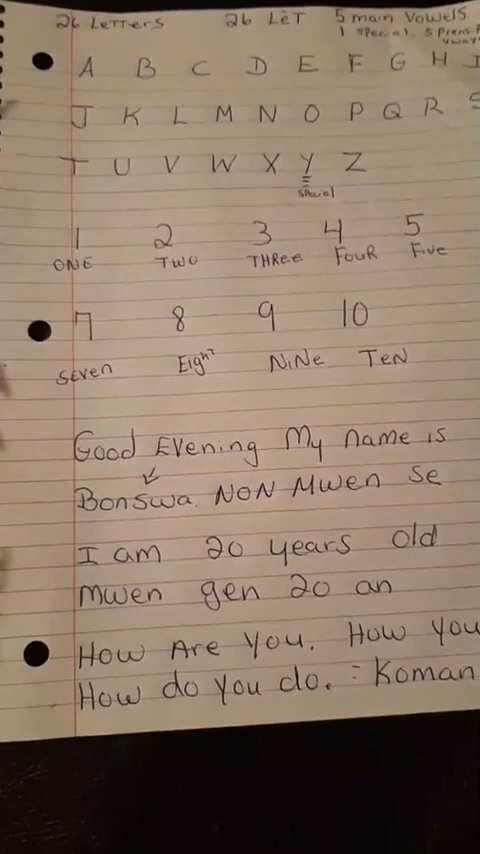 26 Letters 26 LèT 5 main Vowels
1 Special. 5
A B C D E F G H I
J K L M N O P Q R S
T U V W X Y Z
Special
1 2 3 4 5
ONE TWO THRee FouR Five
7 8 9 10
Seven Eight NiNe TeN
Good Evening My name is
Bonswa. NON Mwen Se
I am 20 years old
Mwen gen 20 an
How Are You. How You
How do You do. = Koman